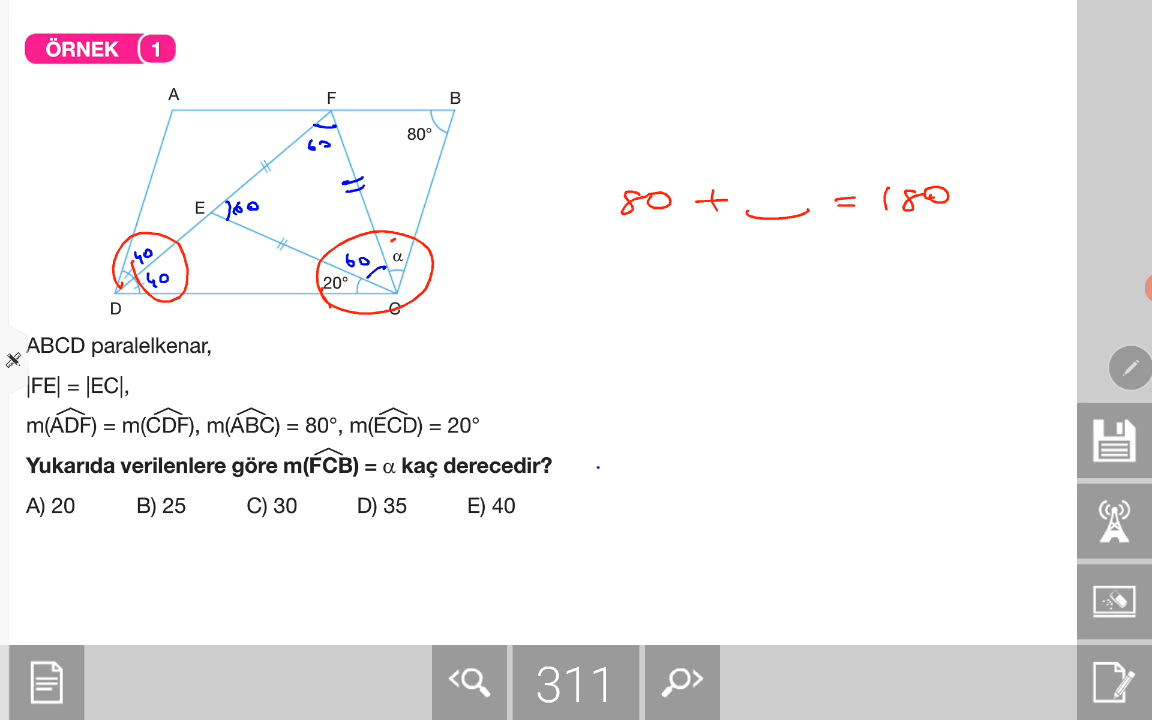 ÖRNEK 1
A F B
80°
60
E 60
40
40
60 α
20°
D C
80 + = 180
ABCD paralelkenar,
|FE| = |EC|,
m(ADF) = m(CDF), m(ABC) = 80°, m(ECD) = 20°
Yukarıda verilenlere göre m(FCB) = α kaç derecedir?
A) 20 B) 25 C) 30 D) 35 E) 40
311